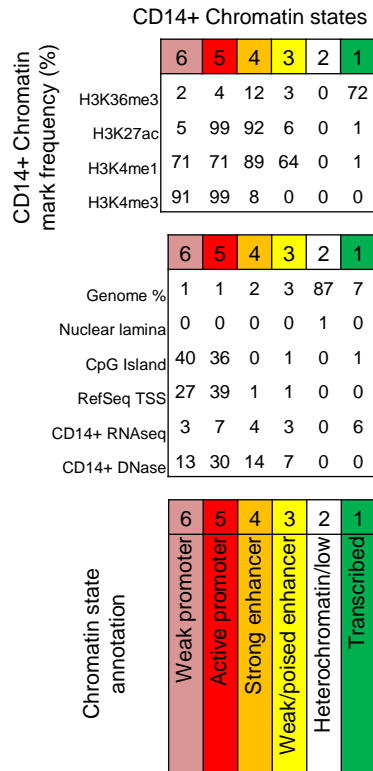 CD14+ Chromatin states
CD14+ Chromatin
mark frequency (%)
6 5 4 3 2 1
H3K36me3 2 4 12 3 0 72
H3K27ac 5 99 92 6 0 1
H3K4me1 71 71 89 64 0 1
H3K4me3 91 99 8 0 0 0
6 5 4 3 2 1
Genome % 1 1 2 3 87 7
Nuclear lamina 0 0 0 0 1 0
CpG Island 40 36 0 1 0 1
RefSeq TSS 27 39 1 1 0 0
CD14+ RNAseq 3 7 4 3 0 6
CD14+ DNase 13 30 14 7 0 0
Chromatin state
annotation
6 5 4 3 2 1
Weak promoter
Active promoter
Strong enhancer
Weak/poised enhancer
Heterochromatin/low
Transcribed